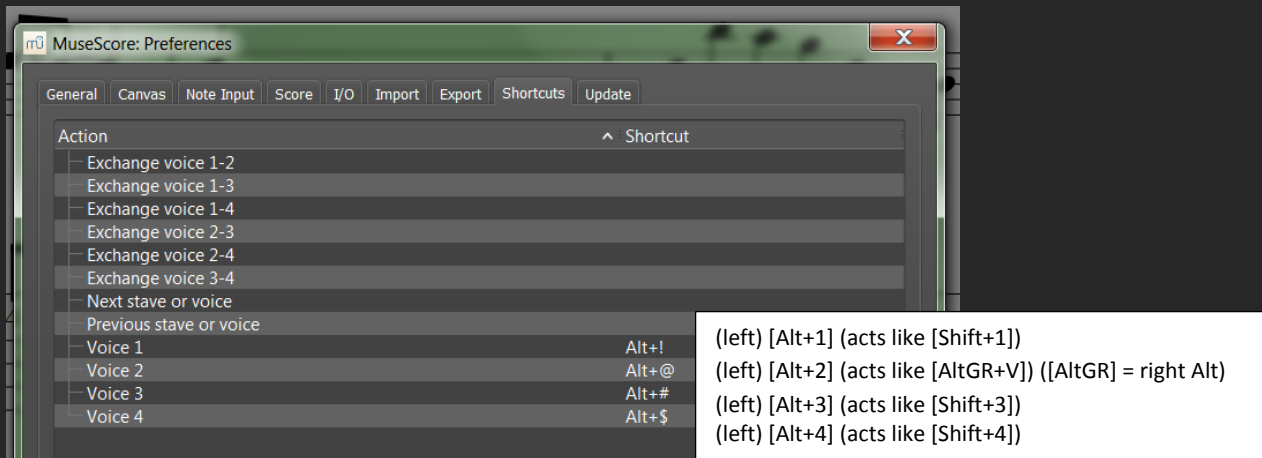 mü MuseScore: Preferences X
General Canvas Note Input Score I/O Import Export Shortcuts Update
Action Shortcut
Exchange voice 1-2
Exchange voice 1-3
Exchange voice 1-4
Exchange voice 2-3
Exchange voice 2-4
Exchange voice 3-4
Next stave or voice
Previous stave or voice
Voice 1 Alt+!
Voice 2 Alt+@
Voice 3 Alt+#
Voice 4 Alt+$
(left) [Alt+1] (acts like [Shift+1])
(left) [Alt+2] (acts like [AltGR+V]) ([AltGR] = right Alt)
(left) [Alt+3] (acts like [Shift+3])
(left) [Alt+4] (acts like [Shift+4])